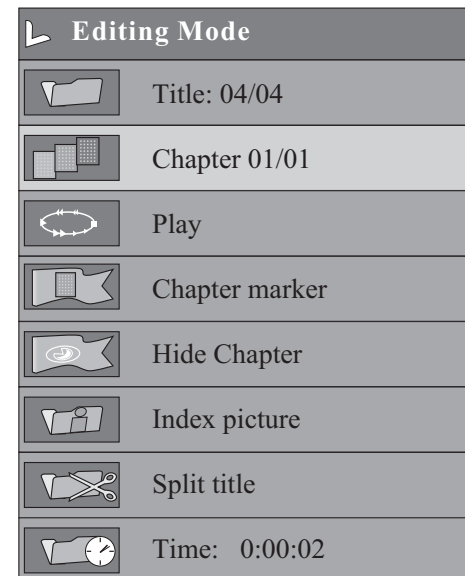 Editing Mode
Title: 04/04
Chapter 01/01
Play
Chapter marker
Hide Chapter
Index picture
Split title
Time: 0:00:02